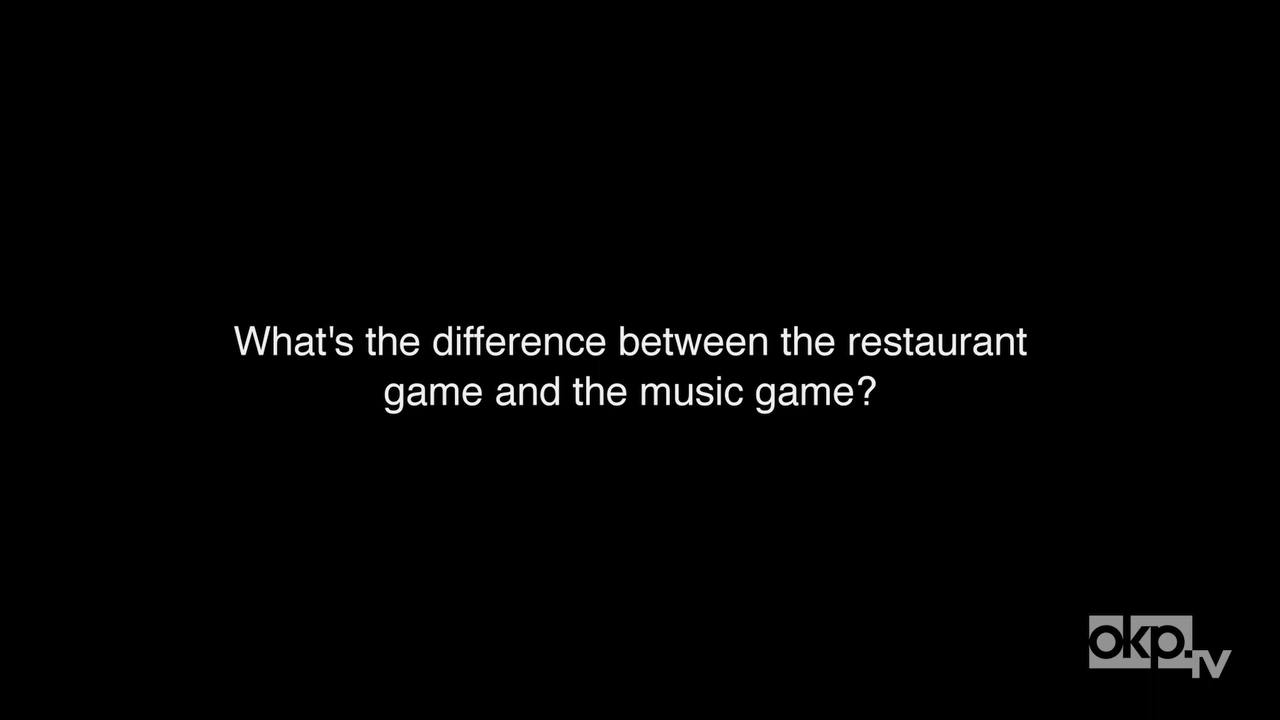 What's the difference between the restaurant
game and the music game?
okp.TV